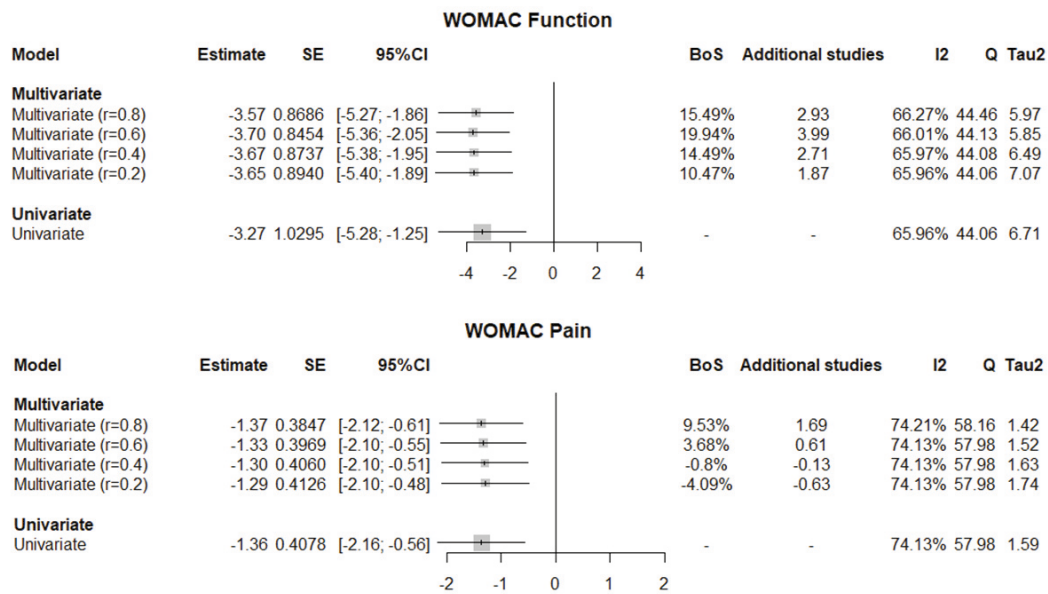 WOMAC Function
Model Estimate SE 95%CI BoS Additional studies I2 Q Tau2
Multivariate
Multivariate (r=0.8) -3.57 0.8686 [-5.27; -1.86] 15.49% 2.93 66.27% 44.46 5.97
Multivariate (r=0.6) -3.70 0.8454 [-5.36; -2.05] 19.94% 3.99 66.01% 44.13 5.85
Multivariate (r=0.4) -3.67 0.8737 [-5.38; -1.95] 14.49% 2.71 65.97% 44.08 6.49
Multivariate (r=0.2) -3.65 0.8940 [-5.40; -1.89] 10.47% 1.87 65.96% 44.06 7.07
Univariate
Univariate -3.27 1.0295 [-5.28; -1.25] - - 65.96% 44.06 6.71
-4 -2 0 2 4
WOMAC Pain
Model Estimate SE 95%CI BoS Additional studies I2 Q Tau2
Multivariate
Multivariate (r=0.8) -1.37 0.3847 [-2.12; -0.61] 9.53% 1.69 74.21% 58.16 1.42
Multivariate (r=0.6) -1.33 0.3969 [-2.10; -0.55] 3.68% 0.61 74.13% 57.98 1.52
Multivariate (r=0.4) -1.30 0.4060 [-2.10; -0.51] -0.8% -0.13 74.13% 57.98 1.63
Multivariate (r=0.2) -1.29 0.4126 [-2.10; -0.48] -4.09% -0.63 74.13% 57.98 1.74
Univariate
Univariate -1.36 0.4078 [-2.16; -0.56] - - 74.13% 57.98 1.59
-2 -1 0 1 2